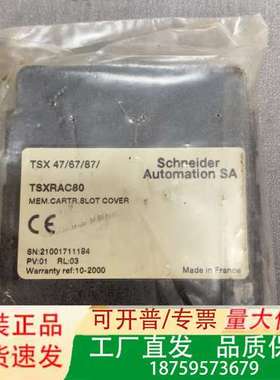 TSX 47/67/87/
Schneider
Automation SA
TSXRAC80
MEM.CARTR.SLOT COVER
CE
SN:21001711184
PV:01 RL:03
Warranty ref:10-2000
Made in France
装正品
可开普/专票
量大
货速发
工厂直发
18759573679